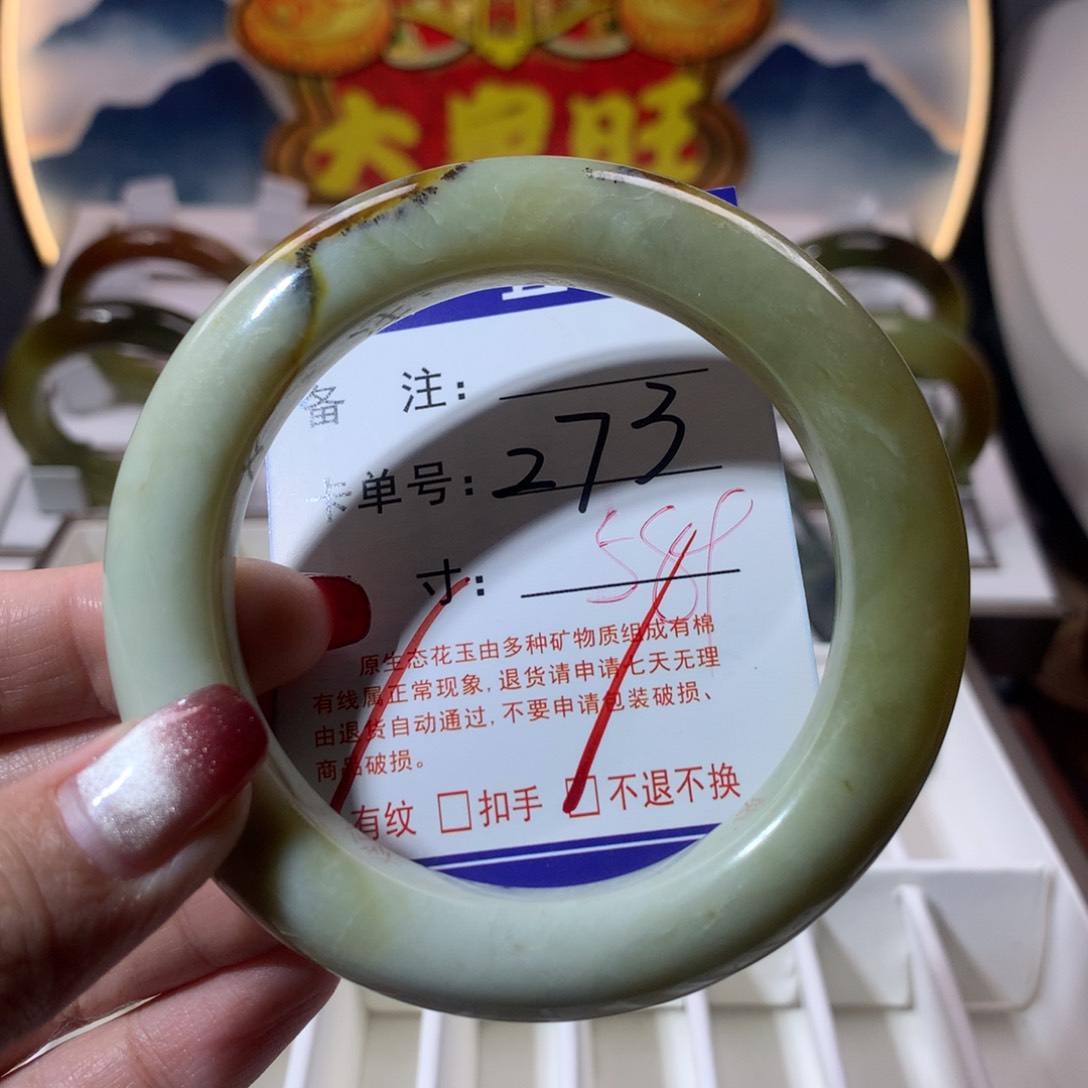 大鼠旺
备 注：
卡单号：273
寸：589
原生态花玉由多种矿物质组成有棉
有线属正常现象，退货请申请七天无理
由退货自动通过，不要申请包装破损、
商品破损。
有纹 □扣手 □不退不换